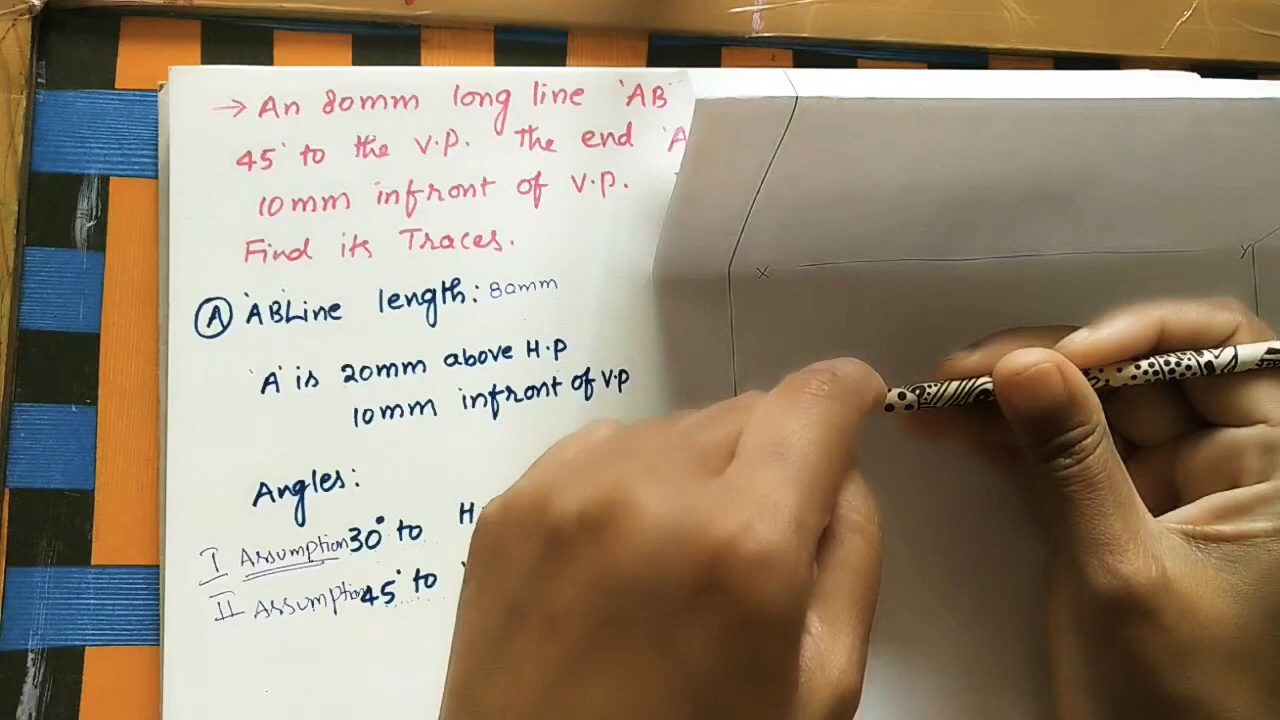 → An 80mm long line 'AB'
45° to the V.P. The end 'A
10mm infront of V.P.
Find its Traces.
Ⓐ 'AB' Line length: 80mm
'A' is 20mm above H.P
10mm infront of V.P
Angles:
I Assumption 30° to H
II Assumption 45° to
X Y